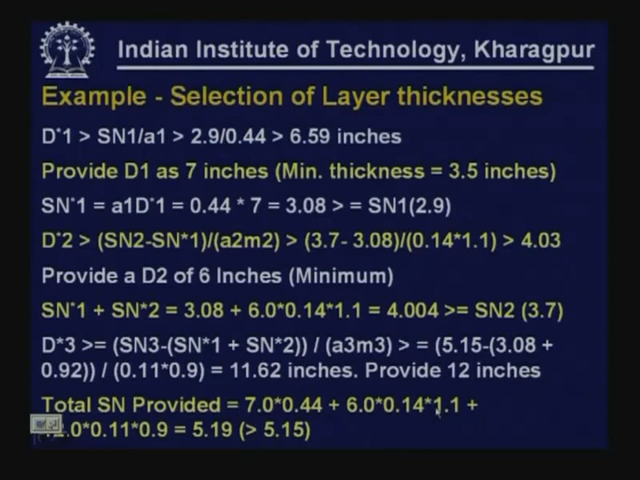 Indian Institute of Technology, Kharagpur
Example - Selection of Layer thicknesses
D*1 > SN1/a1 > 2.9/0.44 > 6.59 inches
Provide D1 as 7 inches (Min. thickness = 3.5 inches)
SN*1 = a1D*1 = 0.44 * 7 = 3.08 > = SN1(2.9)
D*2 > (SN2-SN*1)/(a2m2) > (3.7- 3.08)/(0.14*1.1) > 4.03
Provide a D2 of 6 Inches (Minimum)
SN*1 + SN*2 = 3.08 + 6.0*0.14*1.1 = 4.004 >= SN2 (3.7)
D*3 >= (SN3-(SN*1 + SN*2)) / (a3m3) > = (5.15-(3.08 +
0.92)) / (0.11*0.9) = 11.62 inches. Provide 12 inches
Total SN Provided = 7.0*0.44 + 6.0*0.14*1.1 +
2.0*0.11*0.9 = 5.19 (> 5.15)